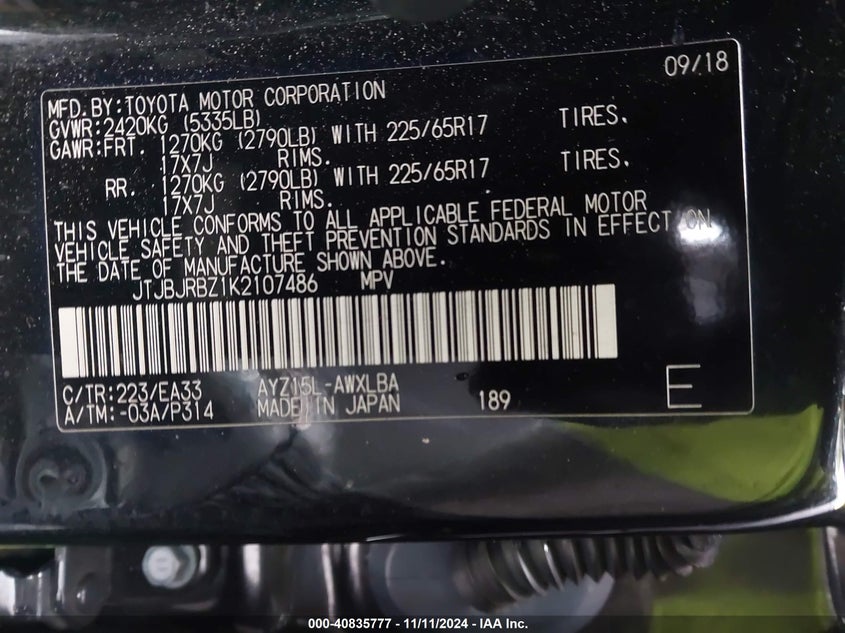 09/18
MFD.BY:TOYOTA MOTOR CORPORATION
GVWR:2420KG (5335LB)
GAWR:FRT. 1270KG (2790LB) WITH 225/65R17 TIRES.
17X7J RIMS.
RR. 1270KG (2790LB) WITH 225/65R17 TIRES.
17X7J RIMS.
THIS VEHICLE CONFORMS TO ALL APPLICABLE FEDERAL MOTOR
VEHICLE SAFETY AND THEFT PREVENTION STANDARDS IN EFFECT ON
THE DATE OF MANUFACTURE SHOWN ABOVE.
JTJBJRBZ1K2107486 MPV
C/TR:223/EA33 AYZ15L-AWXLBA
A/TM:-03A/P314 MADE IN JAPAN 189 E
000-40835777 - 11/11/2024 - IAA Inc.